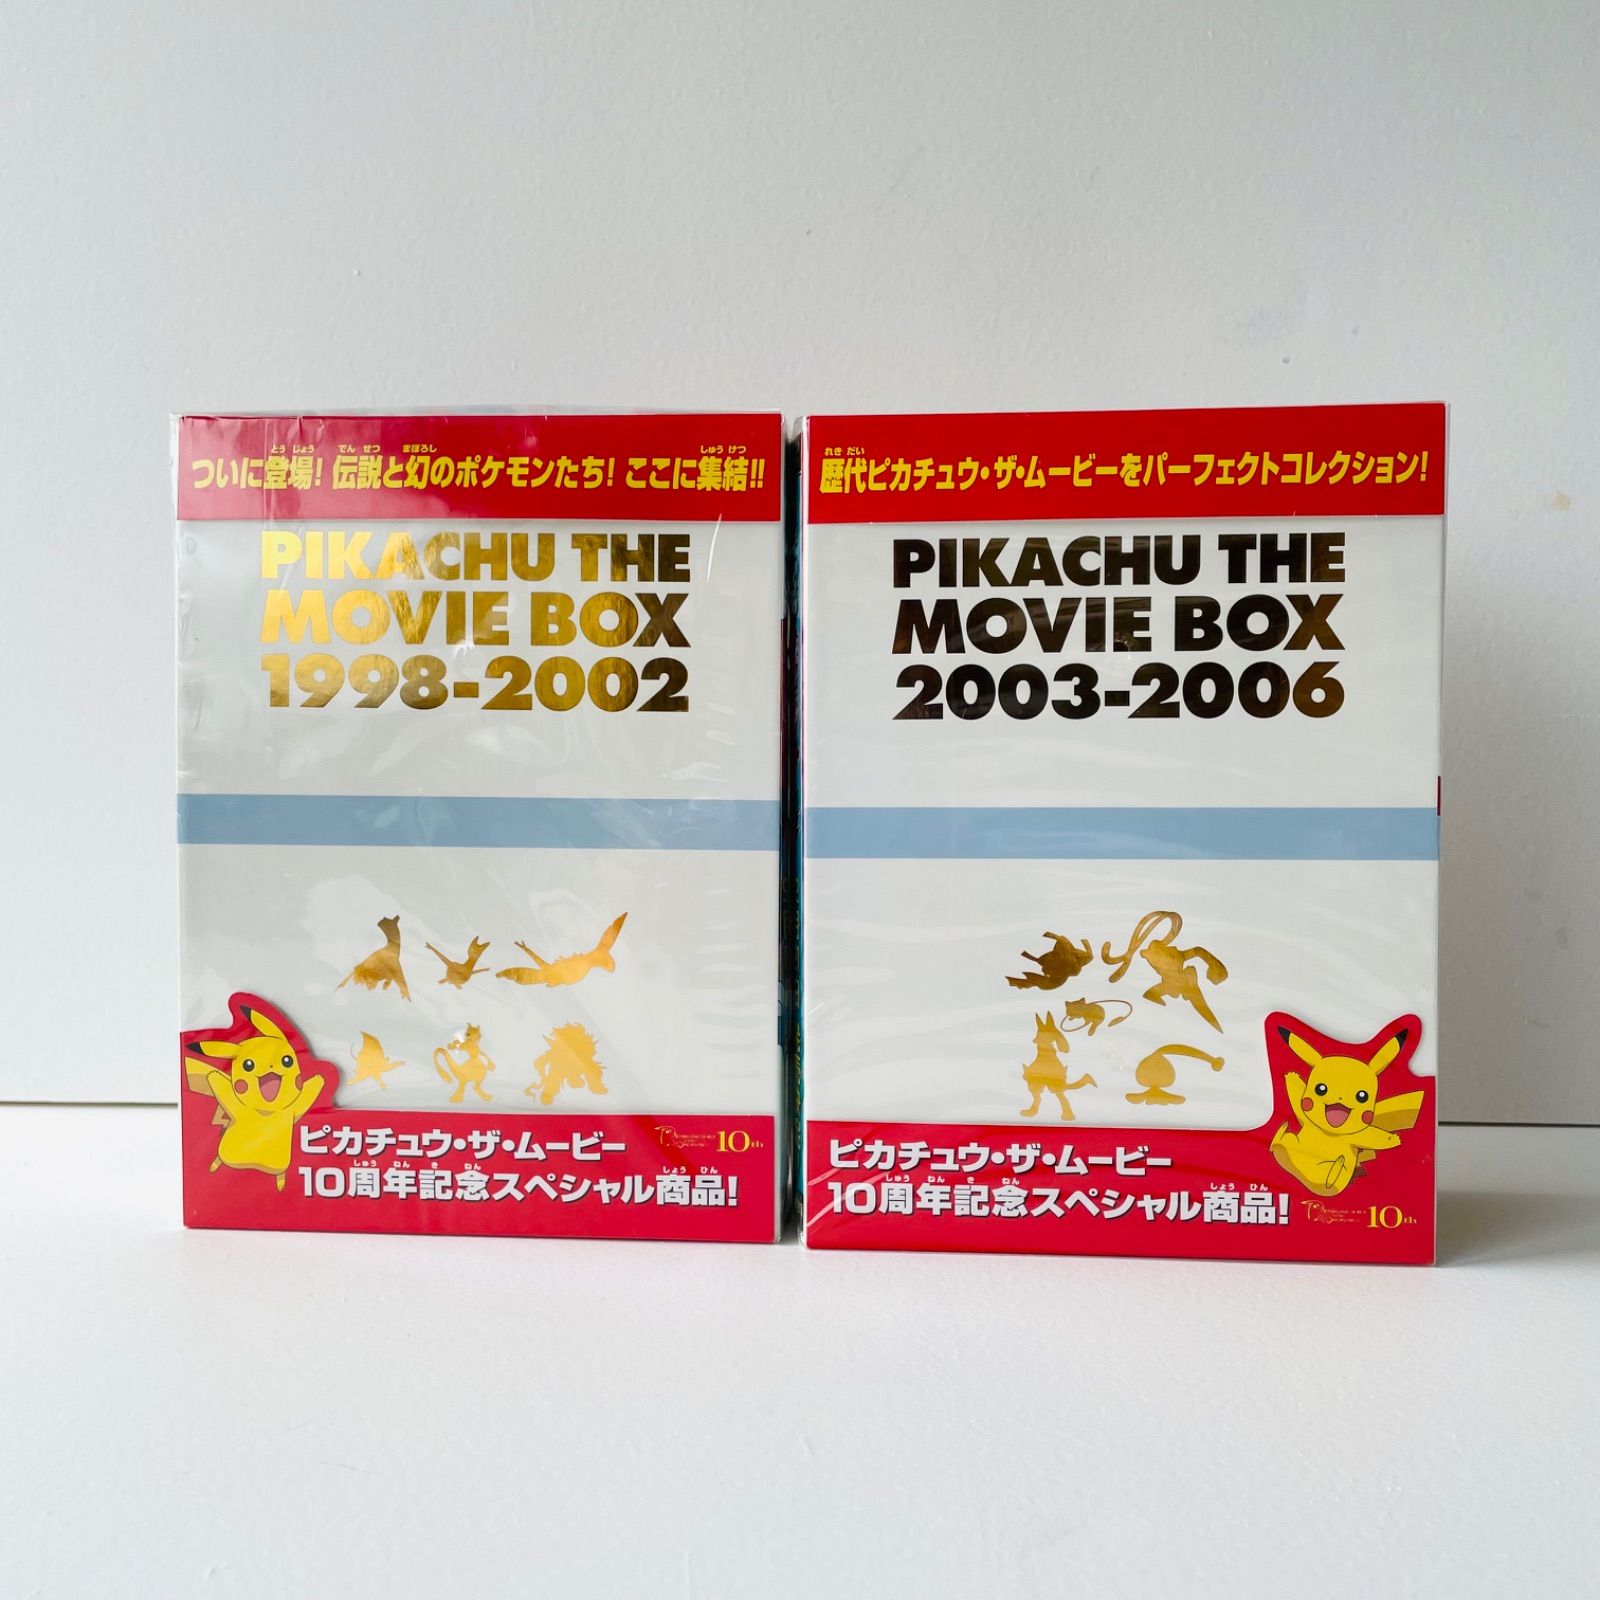 ついに登場! 伝説と幻のポケモンたち! ここに集結!!
PIKACHU THE
MOVIE BOX
1998-2002
ピカチュウ・ザ・ムービー
10周年記念スペシャル商品!
10th
歴代ピカチュウ・ザ・ムービーをパーフェクトコレクション!
PIKACHU THE
MOVIE BOX
2003-2006
ピカチュウ・ザ・ムービー
10周年記念スペシャル商品!
10th